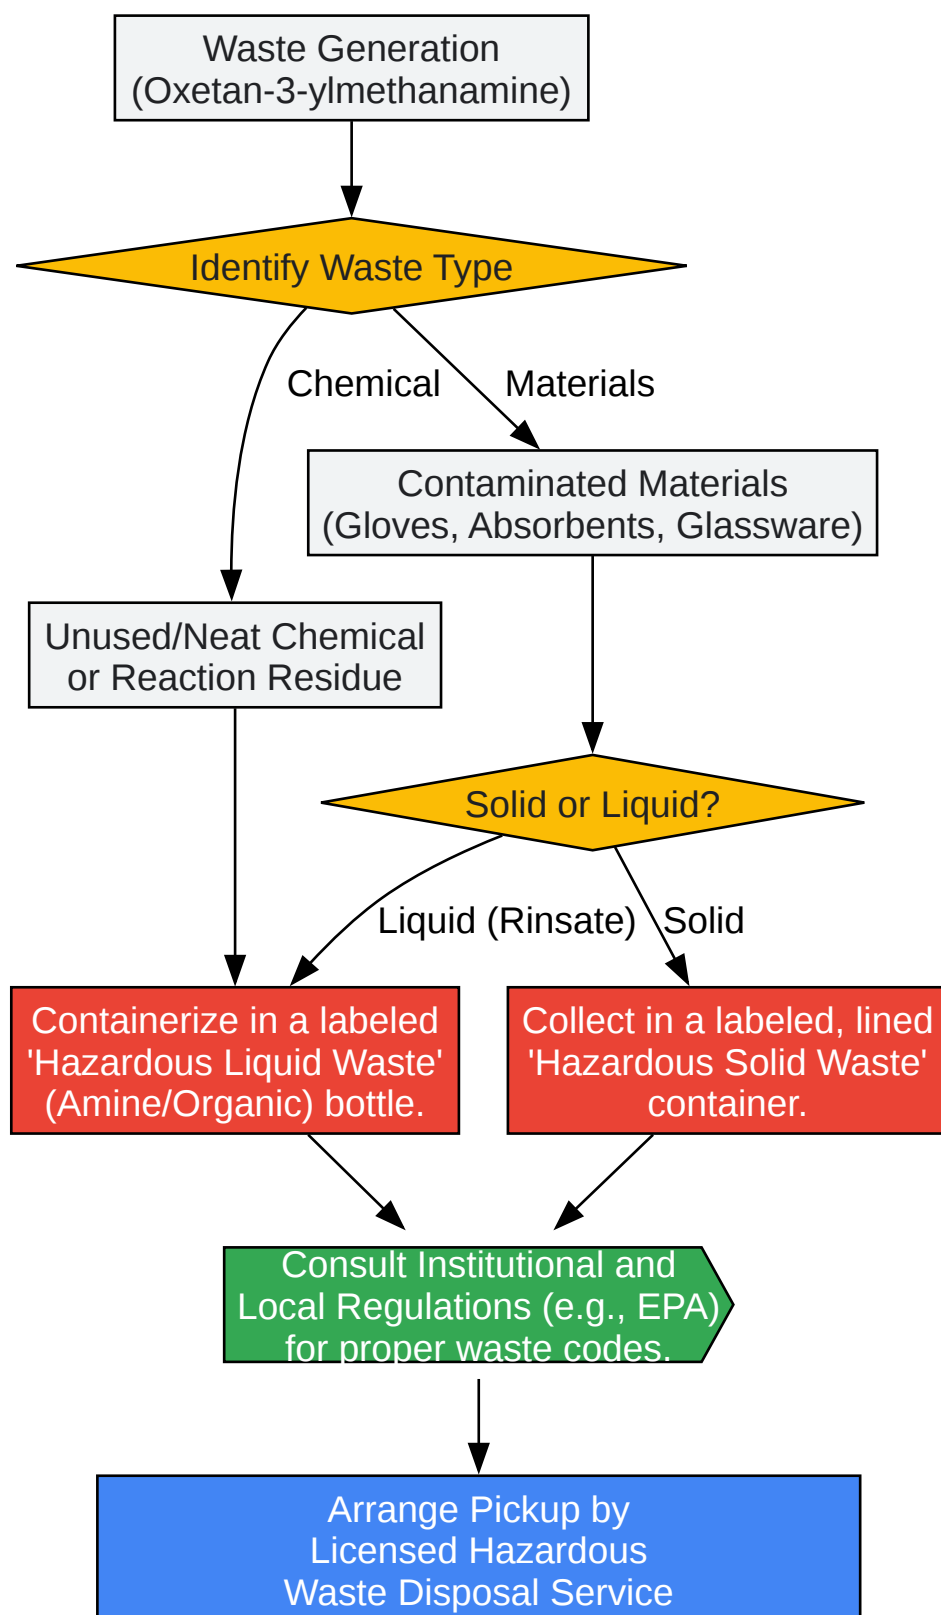 Waste Generation
(Oxetan-3-ylmethanamine)
Identify Waste Type
Chemical
Materials
Contaminated Materials
(Gloves, Absorbents, Glassware)
Unused/Neat Chemical
or Reaction Residue
Solid or Liquid?
Liquid (Rinsate)
Solid
Containerize in a labeled
'Hazardous Liquid Waste'
(Amine/Organic) bottle.
Collect in a labeled, lined
'Hazardous Solid Waste'
container.
Consult Institutional and
Local Regulations (e.g., EPA)
for proper waste codes.
Arrange Pickup by
Licensed Hazardous
Waste Disposal Service